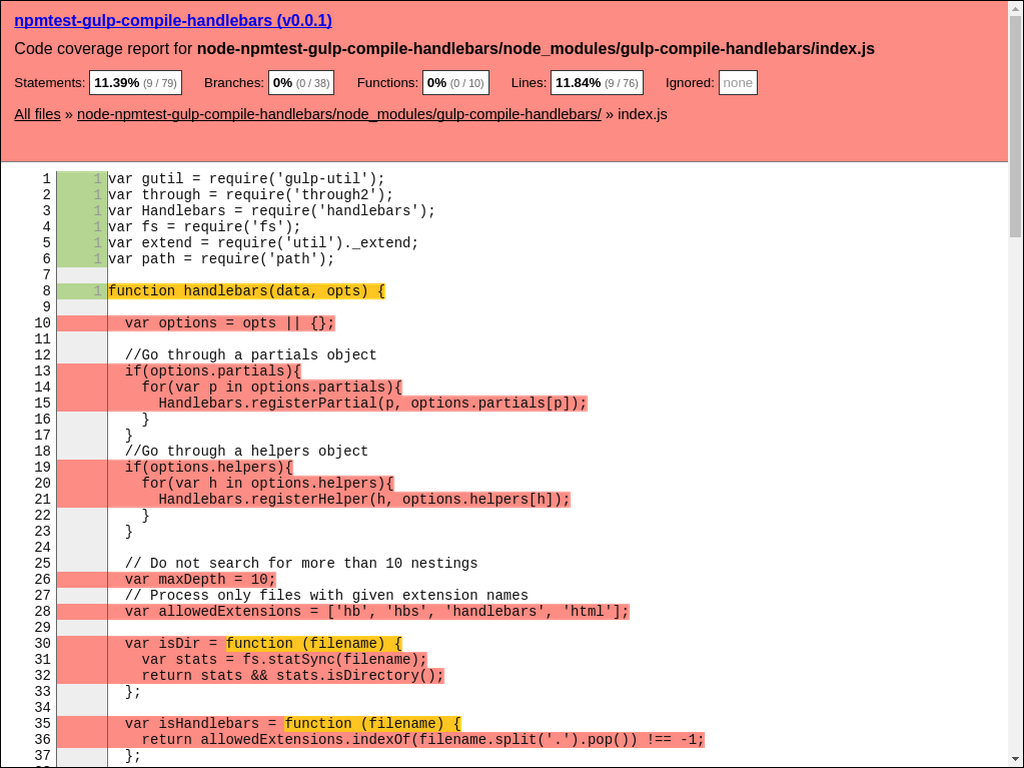 npmtest-gulp-compile-handlebars (v0.0.1)
Code coverage report for node-npmtest-gulp-compile-handlebars/node_modules/gulp-compile-handlebars/index.js
Statements: 11.39% (9 / 79) Branches: 0% (0 / 38) Functions: 0% (0 / 10) Lines: 11.84% (9 / 76) Ignored: none
All files » node-npmtest-gulp-compile-handlebars/node_modules/gulp-compile-handlebars/ » index.js
1 1 var gutil = require('gulp-util');
2 1 var through = require('through2');
3 1 var Handlebars = require('handlebars');
4 1 var fs = require('fs');
5 1 var extend = require('util')._extend;
6 1 var path = require('path');
7
8 1 function handlebars(data, opts) {
9
10   var options = opts || {};
11
12   //Go through a partials object
13   if(options.partials){
14     for(var p in options.partials){
15       Handlebars.registerPartial(p, options.partials[p]);
16     }
17   }
18   //Go through a helpers object
19   if(options.helpers){
20     for(var h in options.helpers){
21       Handlebars.registerHelper(h, options.helpers[h]);
22     }
23   }
24
25   // Do not search for more than 10 nestings
26   var maxDepth = 10;
27   // Process only files with given extension names
28   var allowedExtensions = ['hb', 'hbs', 'handlebars', 'html'];
29
30   var isDir = function (filename) {
31     var stats = fs.statSync(filename);
32     return stats && stats.isDirectory();
33   };
34
35   var isHandlebars = function (filename) {
36     return allowedExtensions.indexOf(filename.split('.').pop()) !== -1;
37   };